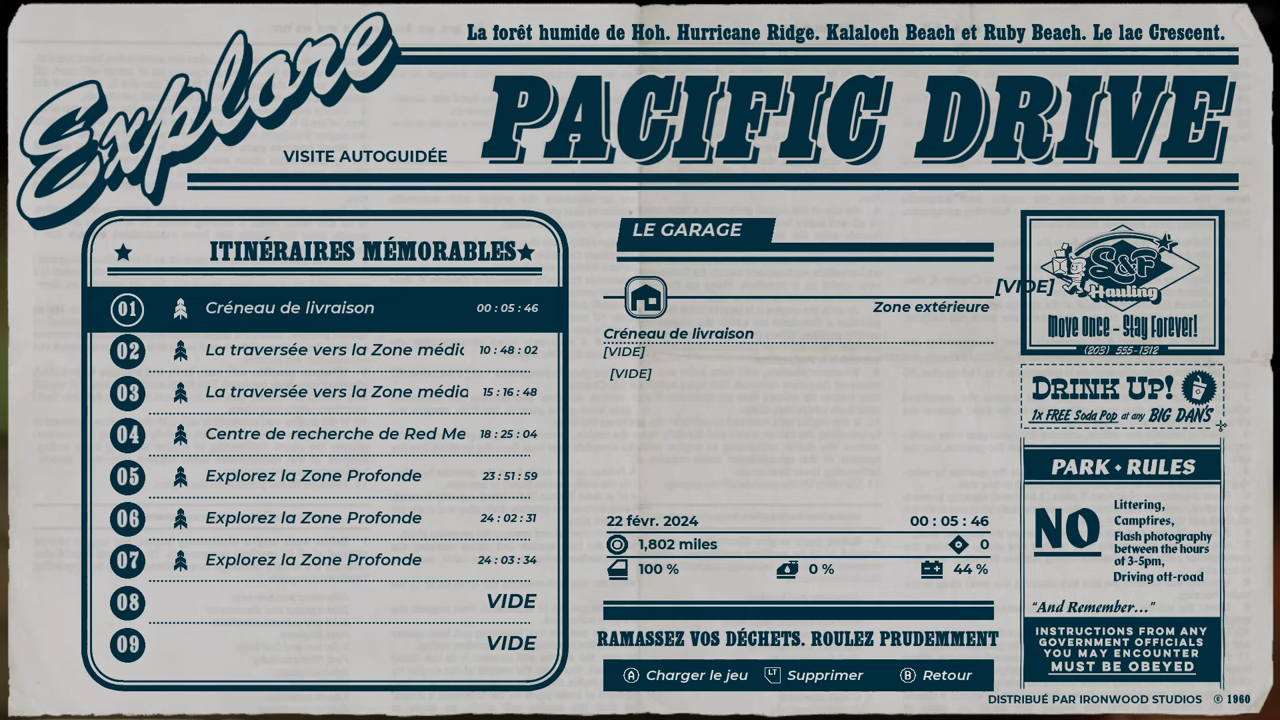 Explore
La forêt humide de Hoh. Hurricane Ridge. Kalaloch Beach et Ruby Beach. Le lac Crescent.
VISITE AUTOGUIDÉE
PACIFIC DRIVE
ITINÉRAIRES MÉMORABLES
01 Créneau de livraison 00 : 05 : 46
02 La traversée vers la Zone médic 10 : 48 : 02
03 La traversée vers la Zone média 15 : 16 : 48
04 Centre de recherche de Red Me 18 : 25 : 04
05 Explorez la Zone Profonde 23 : 51 : 59
06 Explorez la Zone Profonde 24 : 02 : 31
07 Explorez la Zone Profonde 24 : 03 : 34
08 VIDE
09 VIDE
LE GARAGE
[VIDE]
Zone extérieure
Créneau de livraison
[VIDE]
[VIDE]
22 févr. 2024 00 : 05 : 46
1,802 miles 0
100 % 0 % 44 %
RAMASSEZ VOS DÉCHETS. ROULEZ PRUDEMMENT
A Charger le jeu LT Supprimer B Retour
S&F
Hauling
Move Once - Stay Forever!
(203) 555-1312
DRINK UP!
1x FREE Soda Pop at any BIG DAN'S
PARK • RULES
NO
Littering,
Campfires,
Flash photography
between the hours
of 3-5pm,
Driving off-road
"And Remember..."
INSTRUCTIONS FROM ANY
GOVERNMENT OFFICIALS
YOU MAY ENCOUNTER
MUST BE OBEYED
DISTRIBUÉ PAR IRONWOOD STUDIOS © 1960